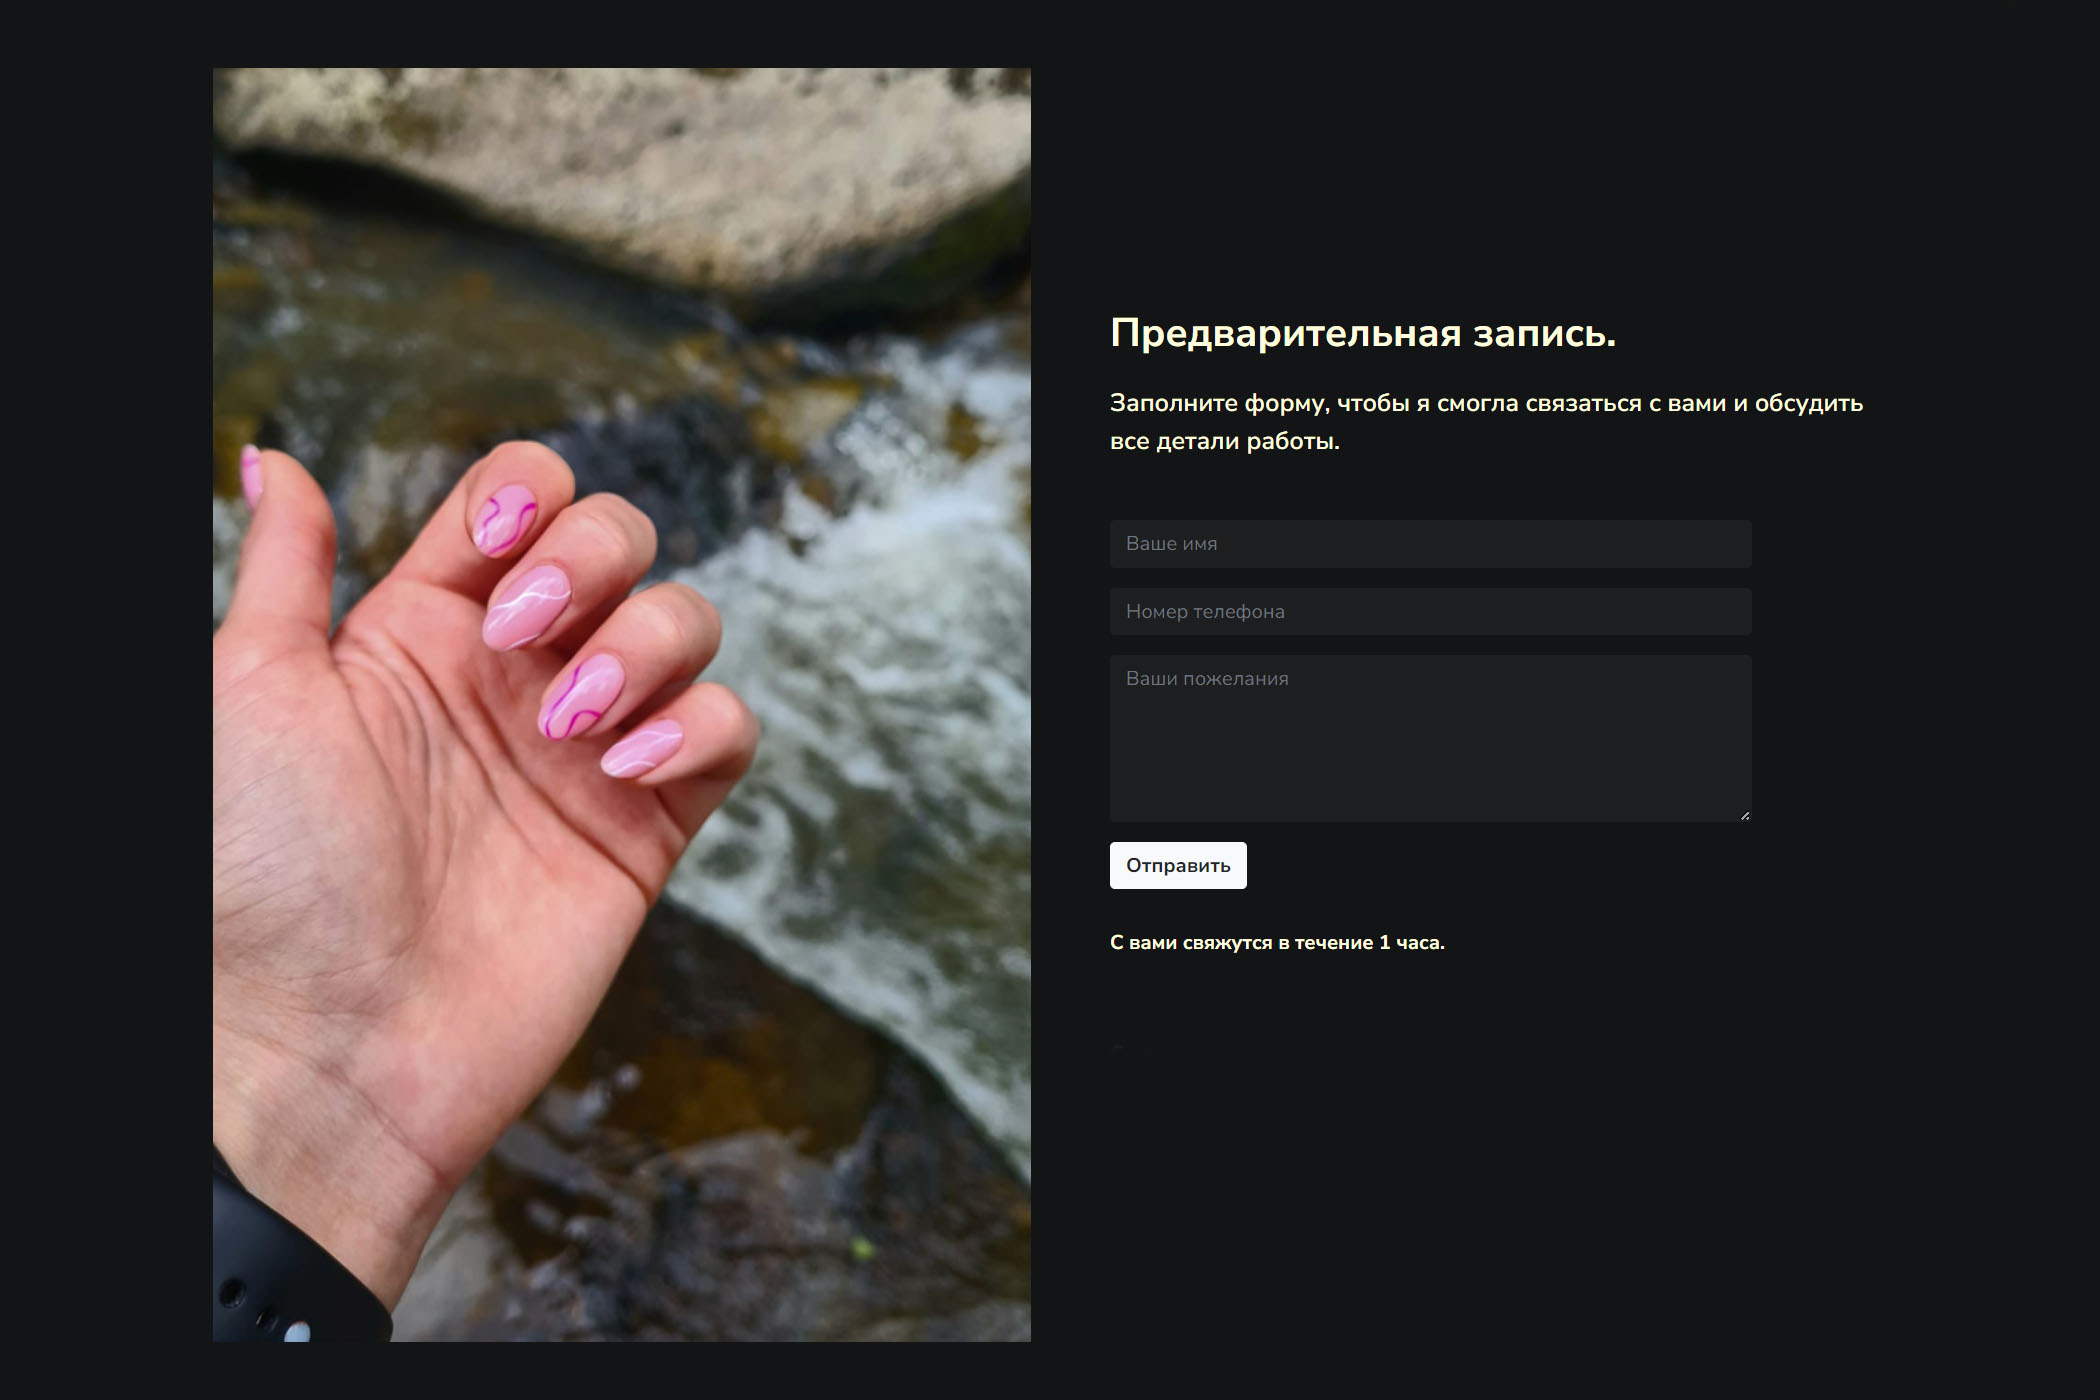 Предварительная запись.
Заполните форму, чтобы я смогла связаться с вами и обсудить
все детали работы.
Ваше имя
Номер телефона
Ваши пожелания
Отправить
С вами свяжутся в течение 1 часа.